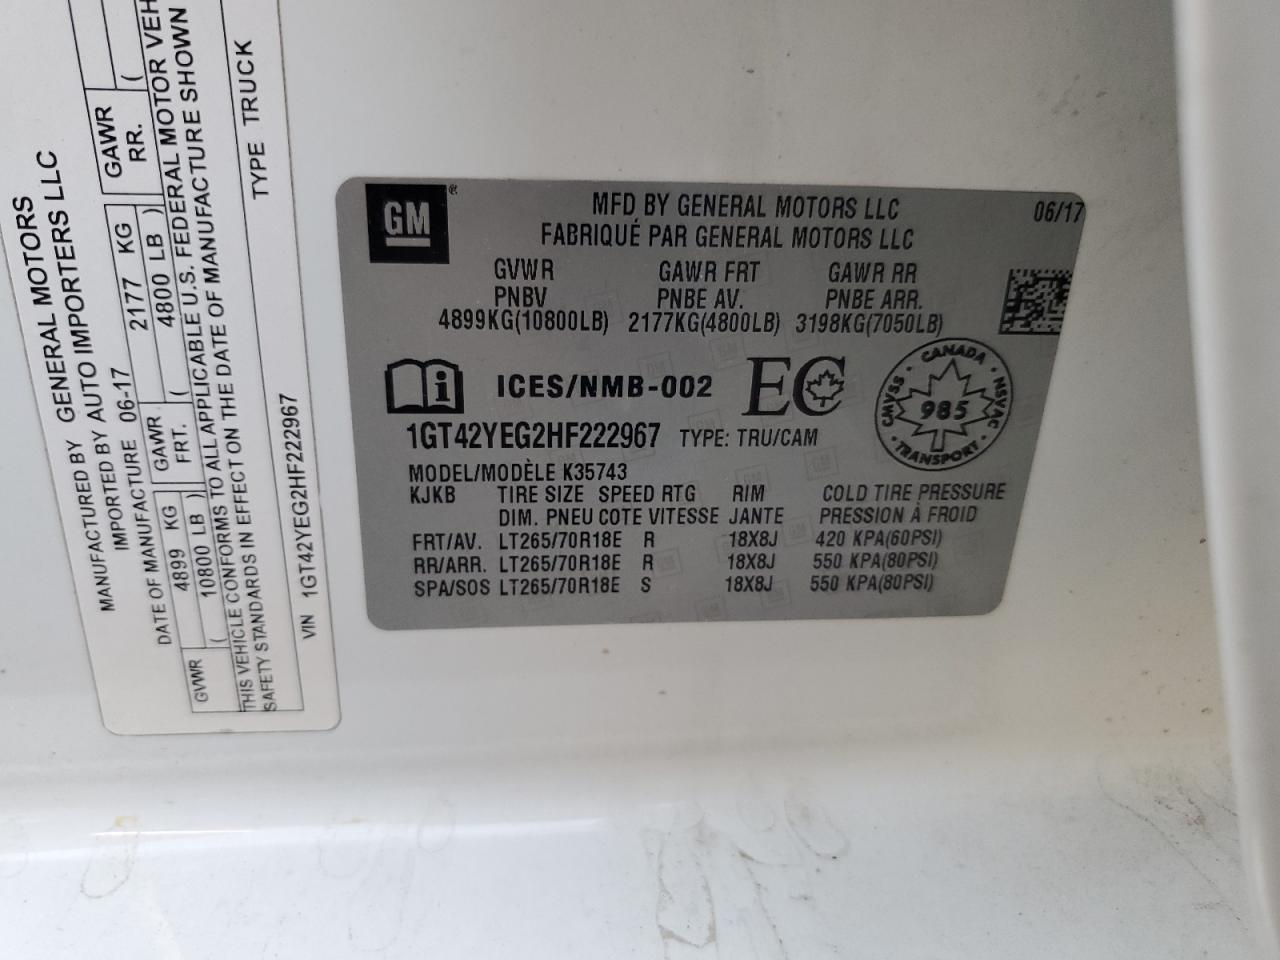 MANUFACTURED BY GENERAL MOTORS
IMPORTED BY AUTO IMPORTERS LLC
DATE OF MANUFACTURE 06-17
GVWR 4899 KG GAWR FRT. 2177 KG GAWR RR.
( 10800 LB ) ( 4800 LB ) (
THIS VEHICLE CONFORMS TO ALL APPLICABLE U.S. FEDERAL MOTOR
SAFETY STANDARDS IN EFFECT ON THE DATE OF MANUFACTURE SHOWN
VIN 1GT42YEG2HF222967 TYPE TRUCK
GM®
MFD BY GENERAL MOTORS LLC 06/17
FABRIQUÉ PAR GENERAL MOTORS LLC
GVWR GAWR FRT GAWR RR
PNBV PNBE AV. PNBE ARR.
4899KG(10800LB) 2177KG(4800LB) 3198KG(7050LB)
i ICES/NMB-002 EC
CANADA
CMVSS 985 NSVAC
TRANSPORT
1GT42YEG2HF222967 TYPE: TRU/CAM
MODEL/MODÈLE K35743
KJKB TIRE SIZE SPEED RTG RIM COLD TIRE PRESSURE
DIM. PNEU COTE VITESSE JANTE PRESSION À FROID
FRT/AV. LT265/70R18E R 18X8J 420 KPA(60PSI)
RR/ARR. LT265/70R18E R 18X8J 550 KPA(80PSI)
SPA/SOS LT265/70R18E S 18X8J 550 KPA(80PSI)